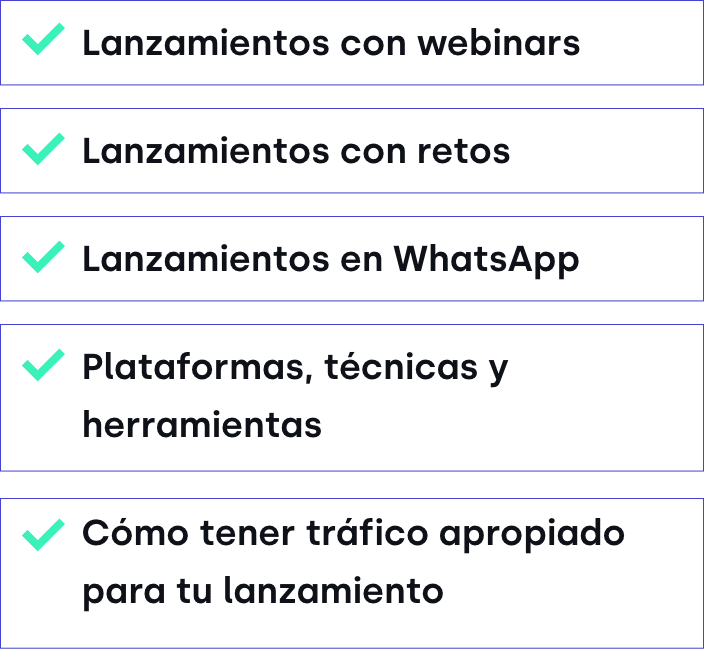 Lanzamientos con webinars
Lanzamientos con retos
Lanzamientos en WhatsApp
Plataformas, técnicas y
herramientas
Cómo tener tráfico apropiado
para tu lanzamiento